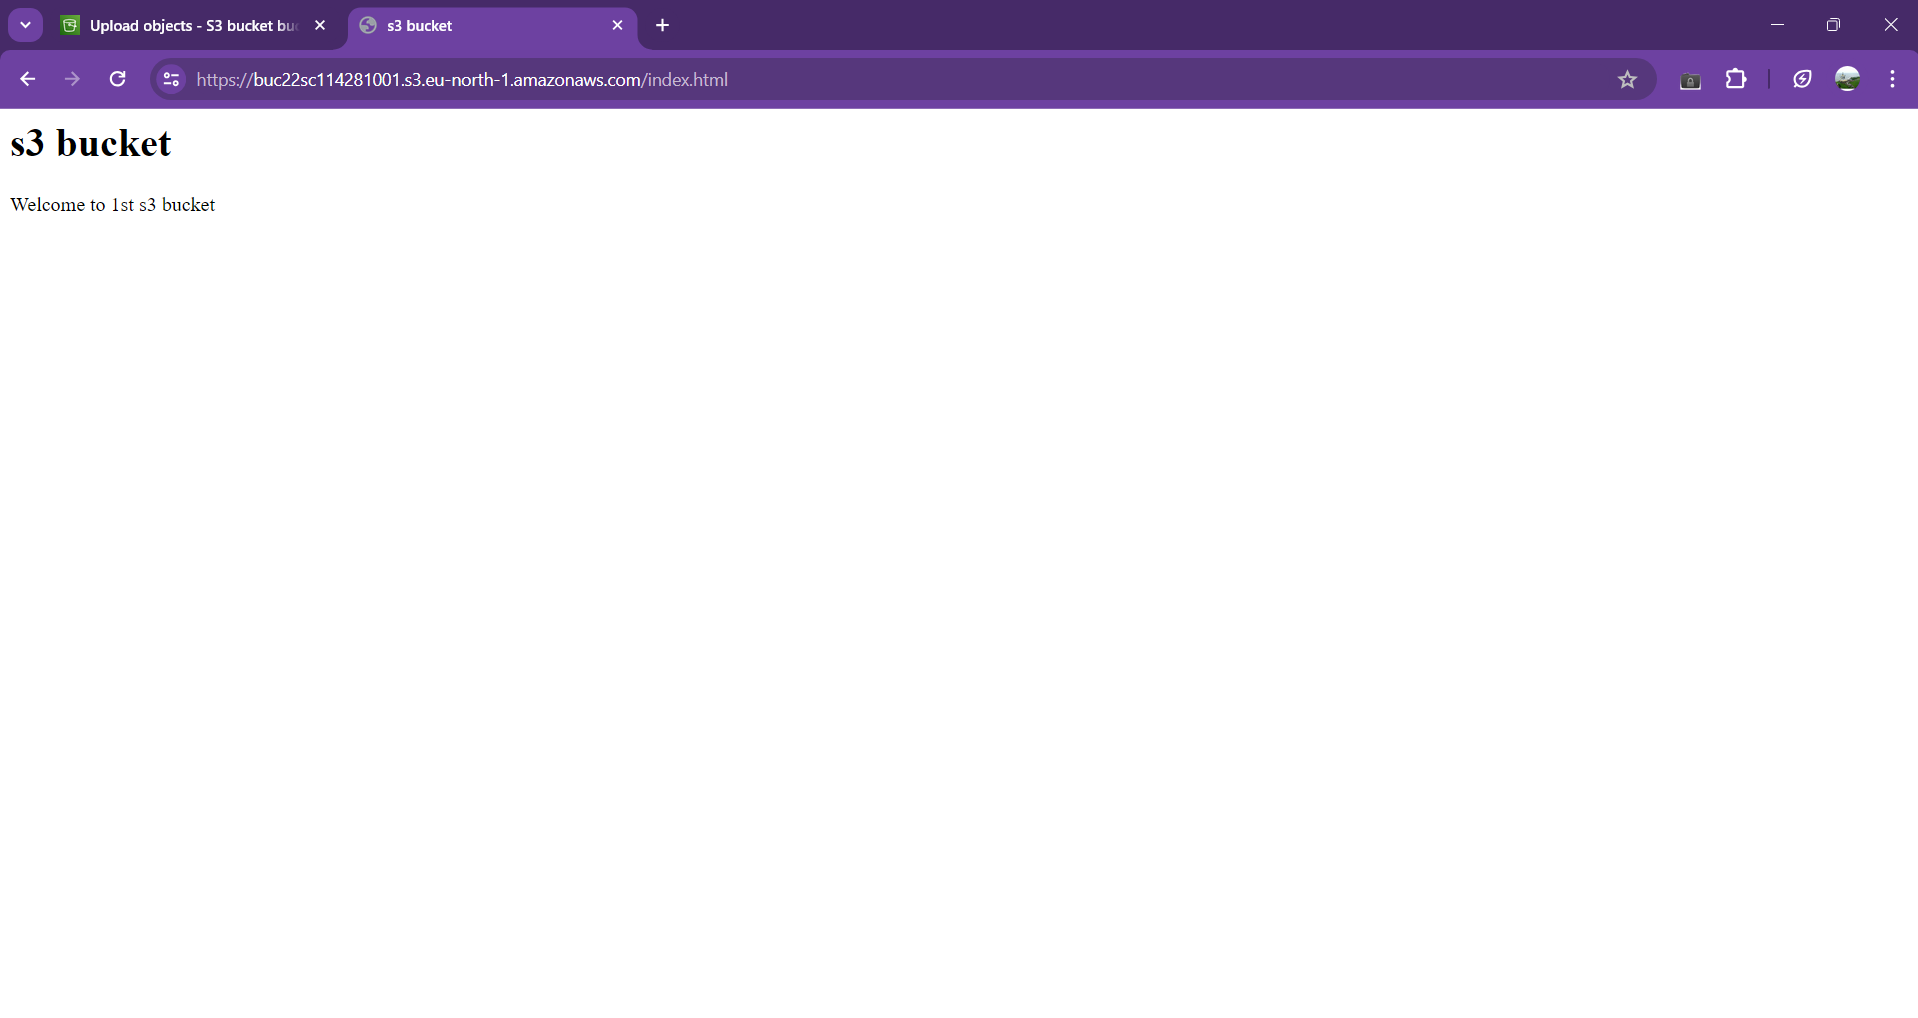 Upload objects - S3 bucket buc
s3 bucket
https://buc22sc114281001.s3.eu-north-1.amazonaws.com/index.html
s3 bucket
Welcome to 1st s3 bucket